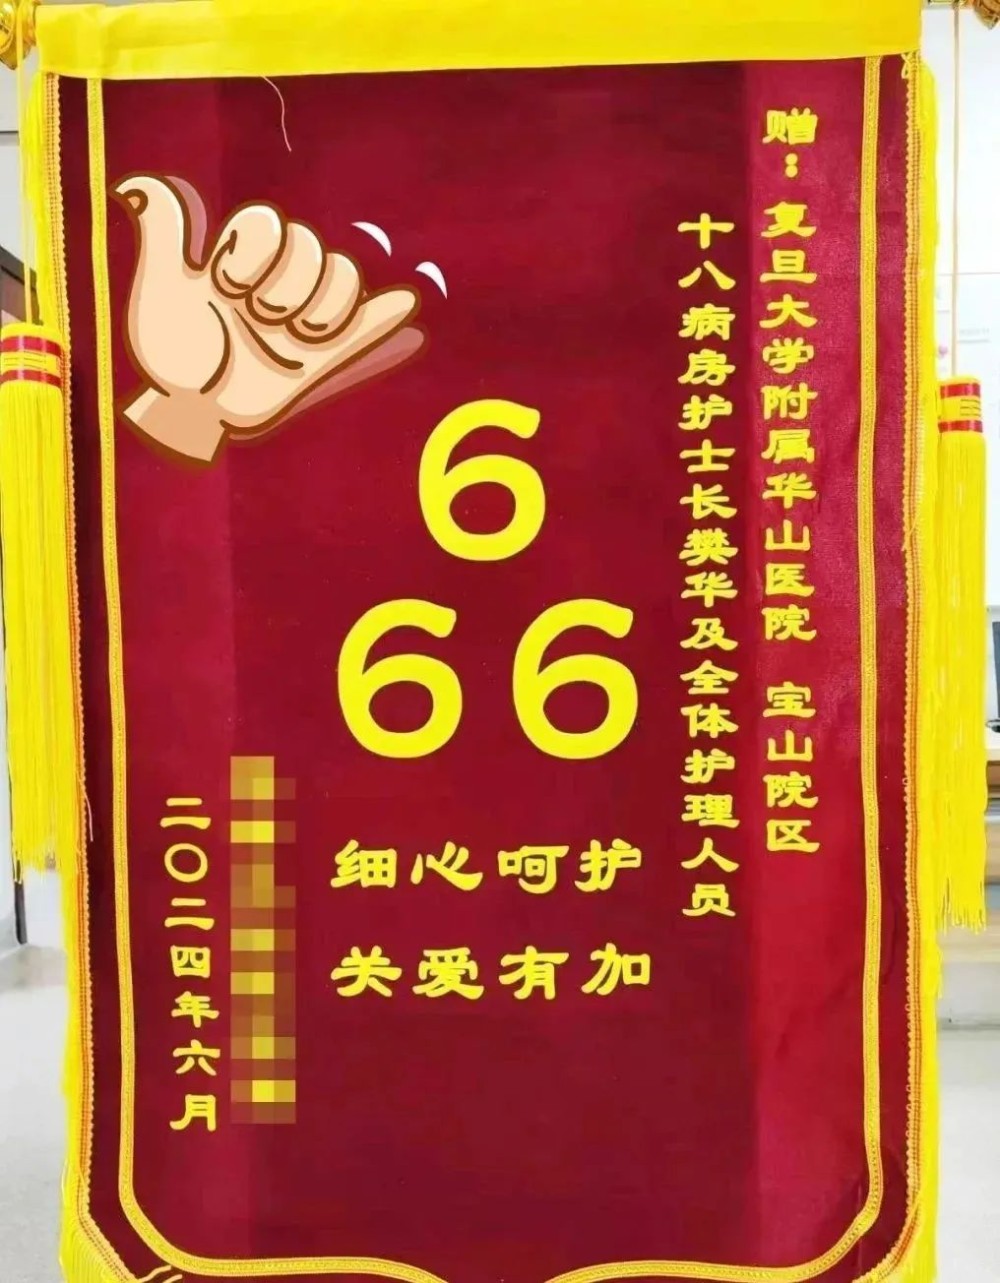 赠：复旦大学附属华山医院 宝山院区
十八病房护士长樊华及全体护理人员
6
66
细心呵护
关爱有加
二〇二四年六月